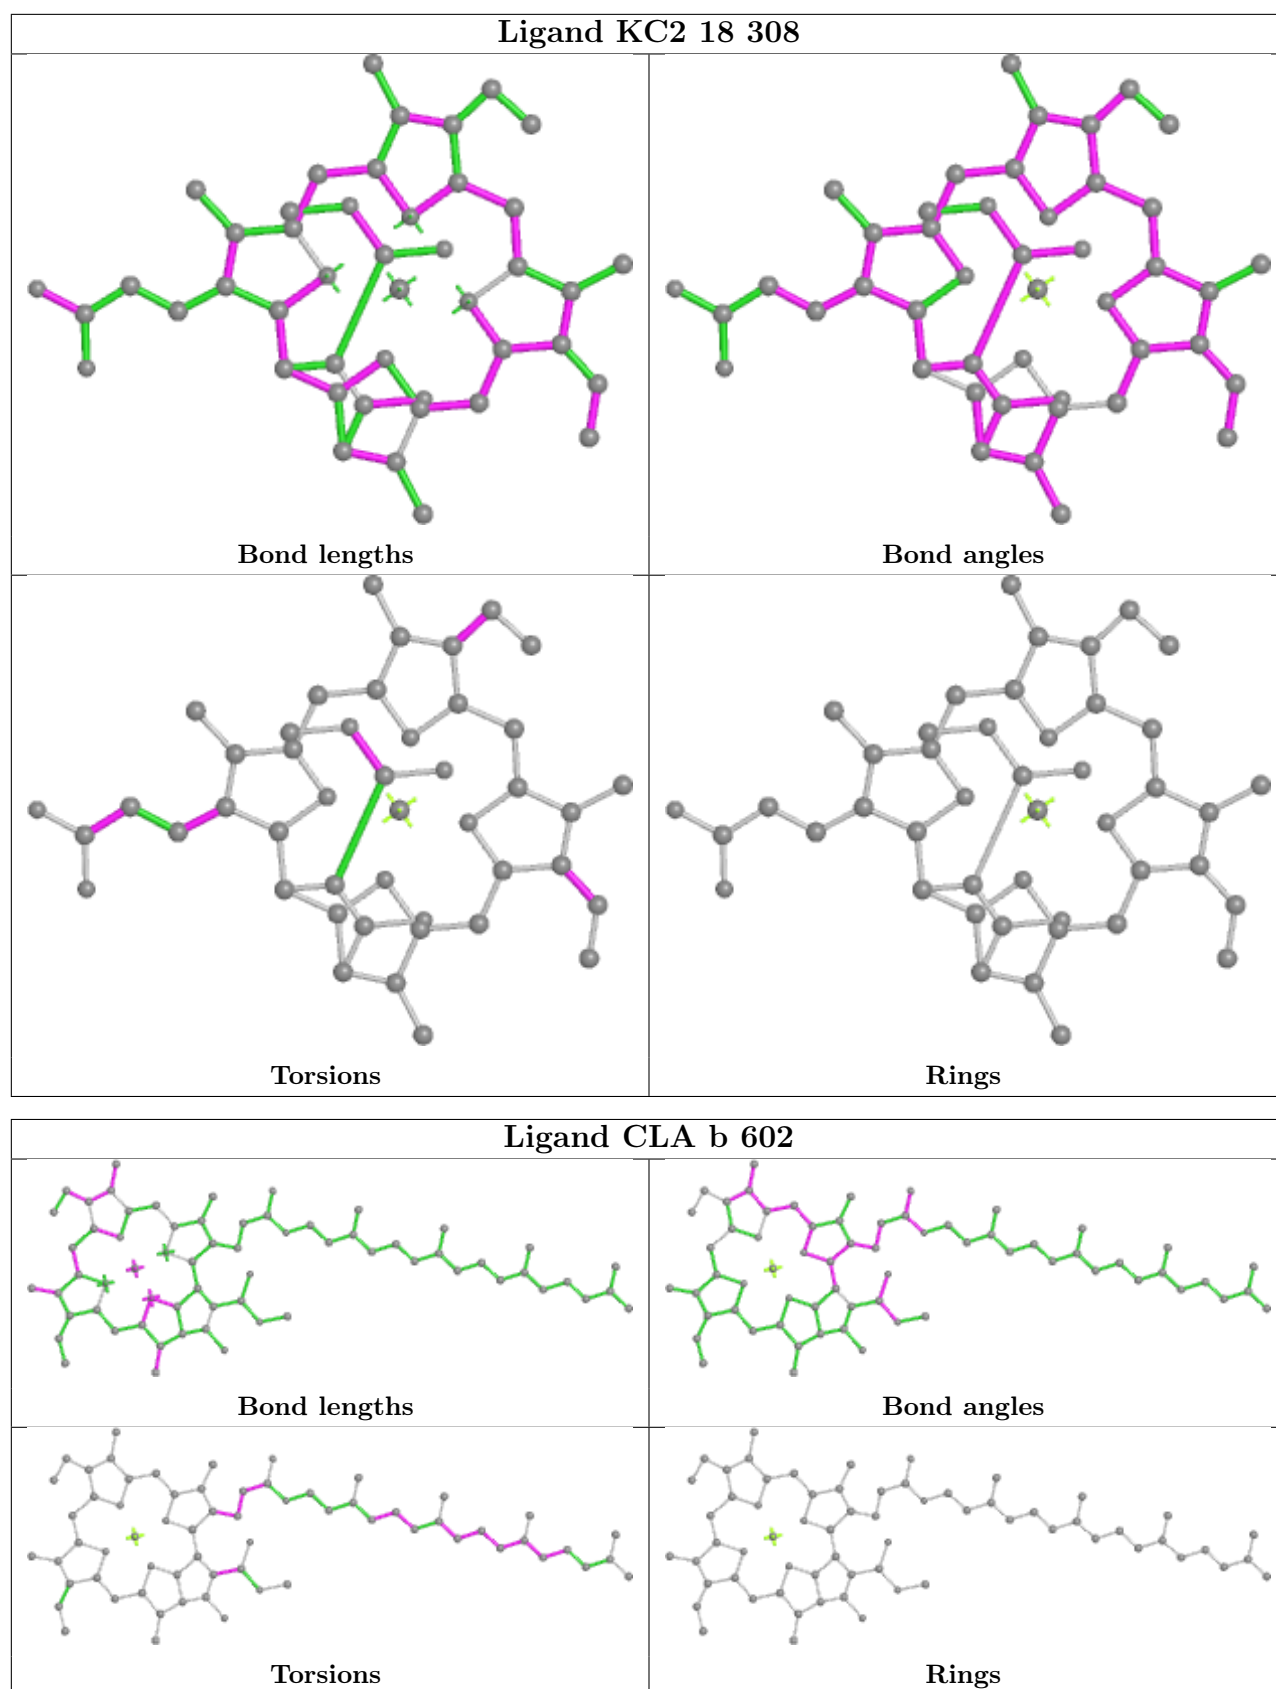 Ligand KC2 18 308
Bond lengths
Bond angles
Torsions
Rings
Ligand CLA b 602
Bond lengths
Bond angles
Torsions
Rings